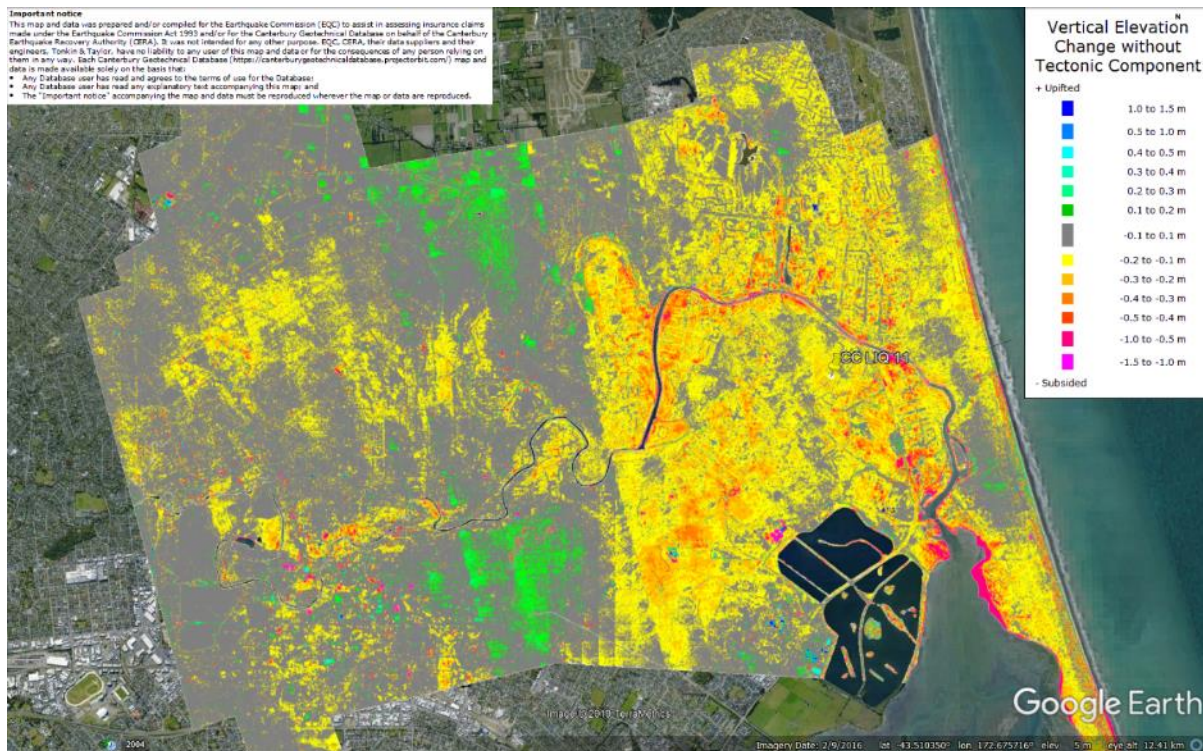 Important notice
This map and data was prepared and/or compiled for the Earthquake Commission (EQC) to assist in assessing insurance claims
made under the Earthquake Commission Act 1993 and/or for the Canterbury Geotechnical Database on behalf of the Canterbury
Earthquake Recovery Authority (CERA). It was not intended for any other purpose. EQC, CERA, their data suppliers and their
engineers, Tonkin & Taylor, have no liability to any user of this map and data or for the consequences of any person relying on
them in any way. Each Canterbury Geotechnical Database (https://canterburygeotechnicaldatabase.projectorbit.com/) map and
data is made available solely on the basis that:
• Any Database user has read and agrees to the terms of use for the Database;
• Any Database user has read any explanatory text accompanying this map; and
• The "Important notice" accompanying the map and data must be reproduced wherever the map or data are reproduced.
N
Vertical Elevation
Change without
Tectonic Component
+ Uplifted
1.0 to 1.5 m
0.5 to 1.0 m
0.4 to 0.5 m
0.3 to 0.4 m
0.2 to 0.3 m
0.1 to 0.2 m
-0.1 to 0.1 m
-0.2 to -0.1 m
-0.3 to -0.2 m
-0.4 to -0.3 m
-0.5 to -0.4 m
-1.0 to -0.5 m
-1.5 to -1.0 m
- Subsided
CC LIQ 11
Google Earth
Image © 2019 TerraMetrics
2004
Imagery Date: 2/9/2016 lat -43.510350° lon 172.675716° elev 5 m eye alt 12.41 km